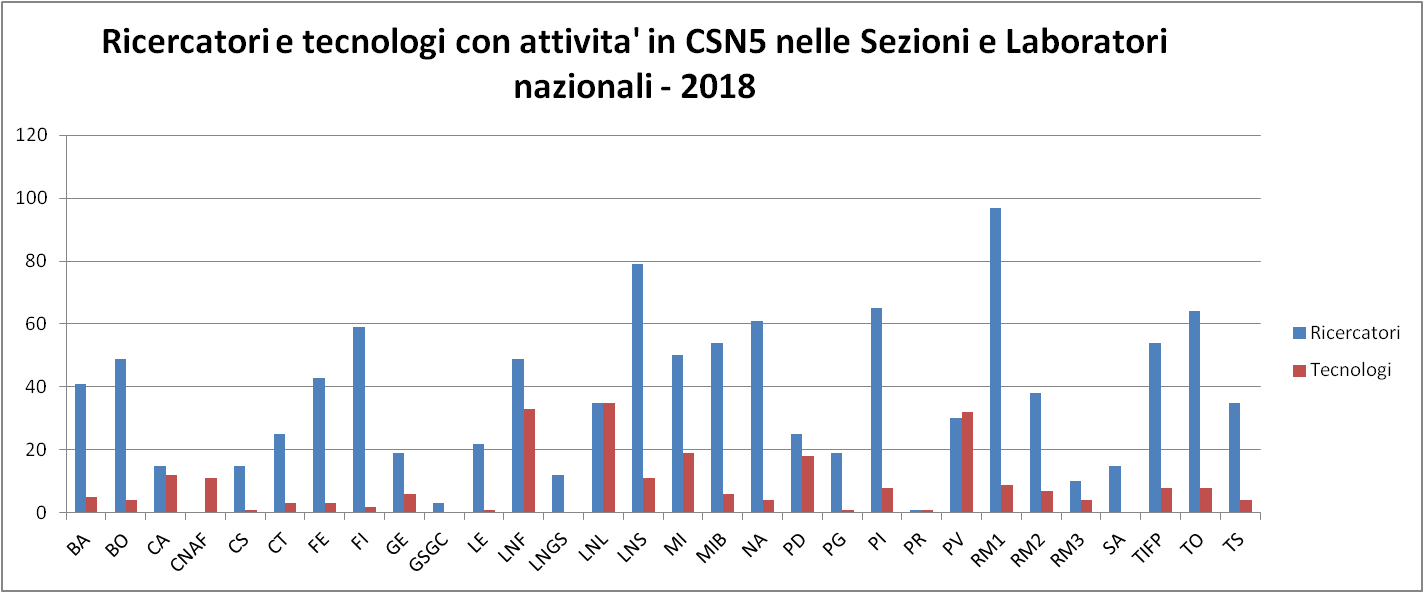 Ricercatori e tecnologi con attivita' in CSN5 nelle Sezioni e Laboratori
nazionali - 2018
120
100
80
60
40
20
0
BA BO CA CNAF CS CT FE FI GE GSGC LE LNF LNGS LNL LNS MI MIB NA PD PG PI PR PV RM1 RM2 RM3 SA TIFP TO TS
Ricercatori
Tecnologi